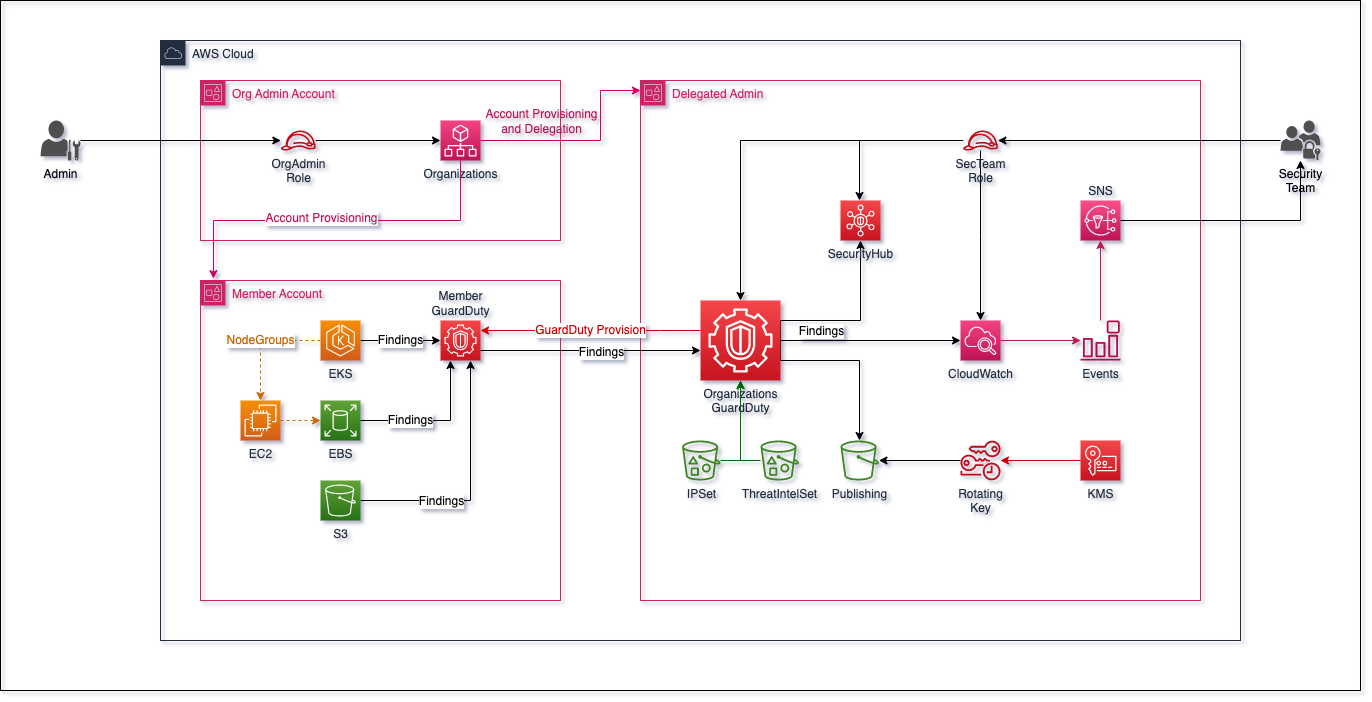 AWS Cloud
Org Admin Account
Account Provisioning
and Delegation
Delegated Admin
Admin
OrgAdmin
Role
Organizations
SecTeam
Role
Security
Team
SNS
Account Provisioning
SecurityHub
Member Account
Member
GuardDuty
NodeGroups
Findings
GuardDuty Provision
Findings
Findings
EKS
CloudWatch
Events
Organizations
GuardDuty
Findings
EC2
EBS
IPSet
ThreatIntelSet
Publishing
Rotating
Key
KMS
Findings
S3